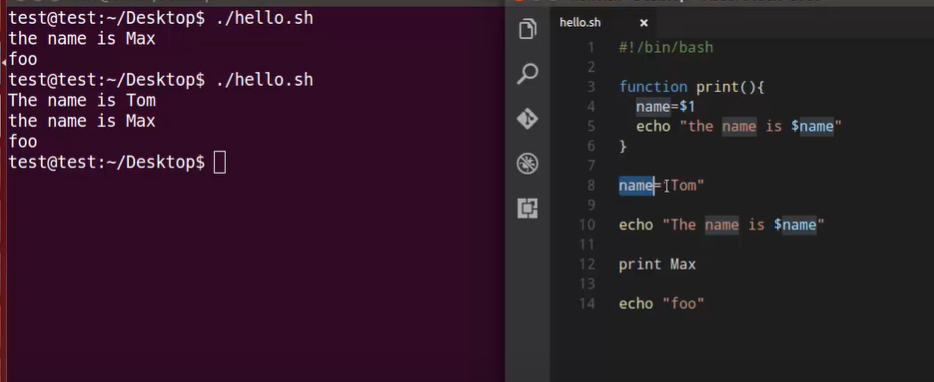 test@test:~/Desktop$ ./hello.sh
the name is Max
foo
test@test:~/Desktop$ ./hello.sh
The name is Tom
the name is Max
foo
test@test:~/Desktop$
hello.sh ×
1 #!/bin/bash
2
3 function print(){
4 name=$1
5 echo "the name is $name"
6 }
7
8 name="Tom"
9
10 echo "The name is $name"
11
12 print Max
13
14 echo "foo"